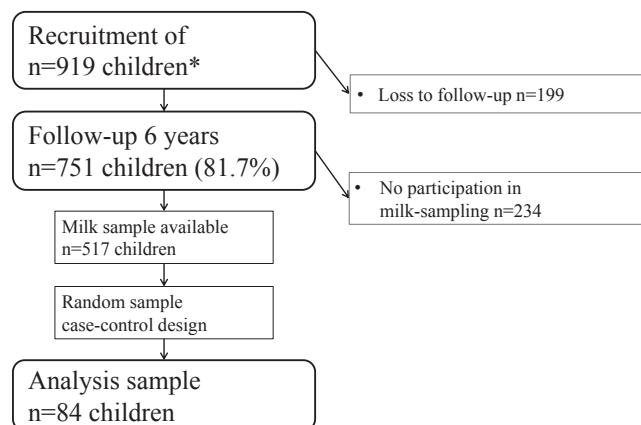 Recruitment of
n=919 children*
• Loss to follow-up n=199
Follow-up 6 years
n=751 children (81.7%)
• No participation in
milk-sampling n=234
Milk sample available
n=517 children
Random sample
case-control design
Analysis sample
n=84 children